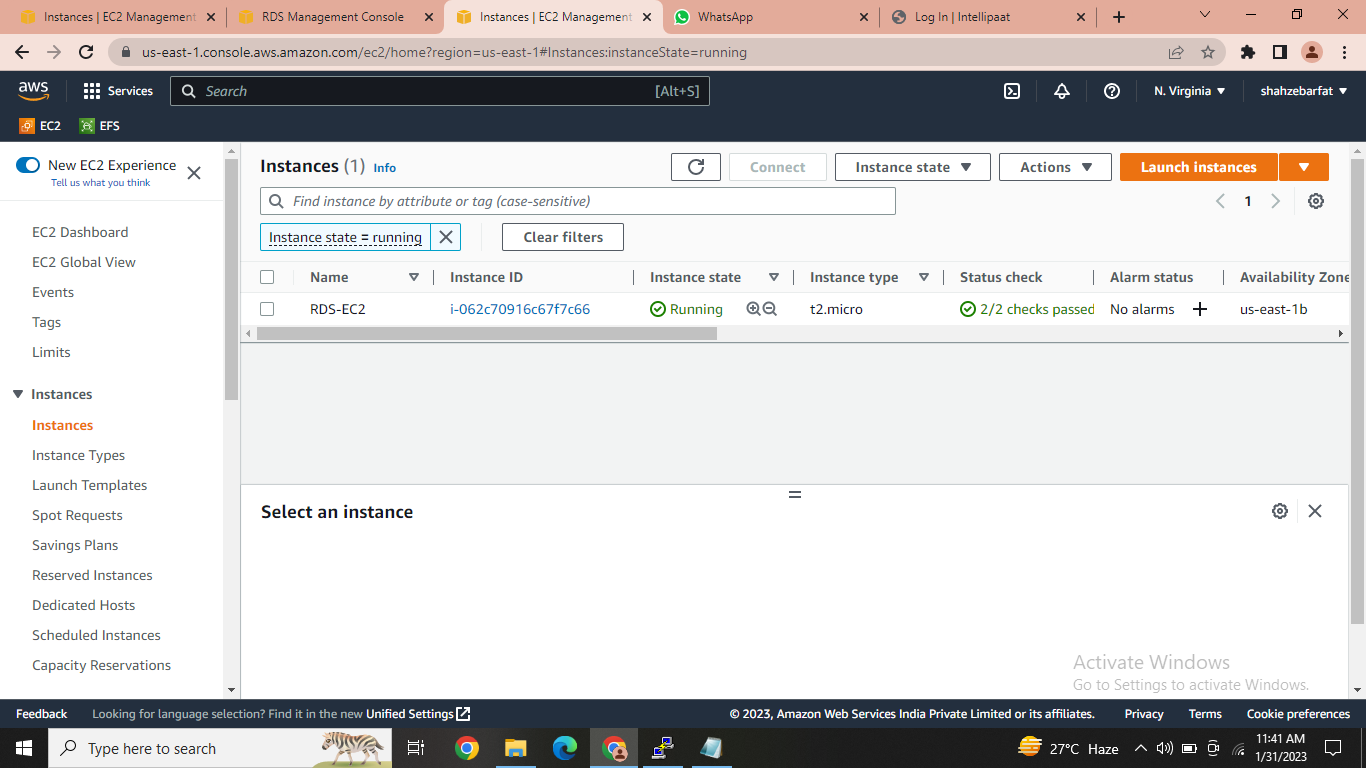 Instances | EC2 Management
RDS Management Console
Instances | EC2 Management
WhatsApp
Log In | Intellipaat
us-east-1.console.aws.amazon.com/ec2/home?region=us-east-1#Instances:instanceState=running
aws
Services
Search
[Alt+S]
N. Virginia
shahzebarfat
EC2
EFS
New EC2 Experience
Tell us what you think
EC2 Dashboard
EC2 Global View
Events
Tags
Limits
Instances
Instances
Instance Types
Launch Templates
Spot Requests
Savings Plans
Reserved Instances
Dedicated Hosts
Scheduled Instances
Capacity Reservations
Instances (1) Info
Connect
Instance state
Actions
Launch instances
Find instance by attribute or tag (case-sensitive)
1
Instance state = running
Clear filters
Name Instance ID Instance state Instance type Status check Alarm status Availability Zone
RDS-EC2 i-062c70916c67f7c66 Running t2.micro 2/2 checks passed No alarms us-east-1b
Select an instance
Activate Windows
Go to Settings to activate Windows.
Feedback
Looking for language selection? Find it in the new Unified Settings
© 2023, Amazon Web Services India Private Limited or its affiliates.
Privacy
Terms
Cookie preferences
Type here to search
27°C Haze
11:41 AM
1/31/2023